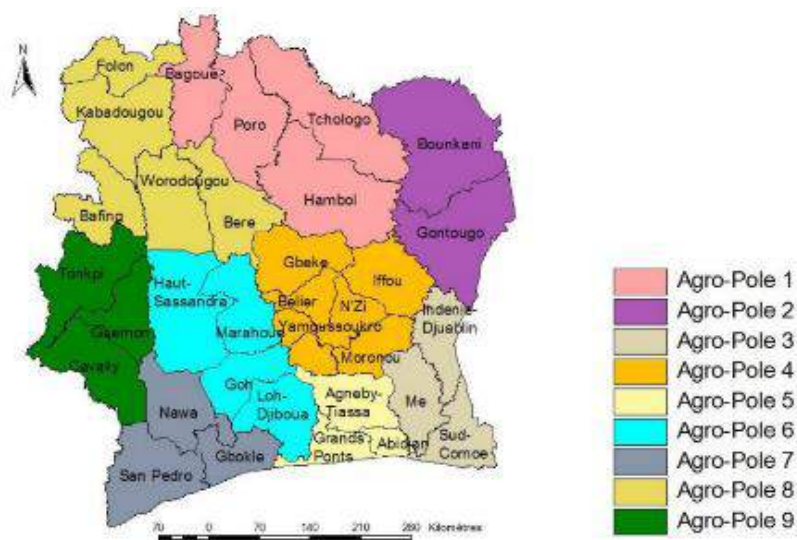 N
Folon
Bagoue
Kabadougou
Poro
Tchologo
Bounkani
Worodougou
Hambol
Bafing
Bere
Gontougo
Tonkpi
Haut-
Sassandra
Gbeke
Iffou
Belier
N'Zi
Indenie-
Djuablin
Guemon
Marahoue
Yamoussoukro
Cavally
Moronou
Goh
Loh-
Djiboua
Agneby-
Tiassa
Me
Nawa
Grands
Ponts
Abidjan
Sud-
Comoe
Gbokle
San Pedro
70 0 70 140 210 280 Kilomètres
Agro-Pole 1
Agro-Pole 2
Agro-Pole 3
Agro-Pole 4
Agro-Pole 5
Agro-Pole 6
Agro-Pole 7
Agro-Pole 8
Agro-Pole 9